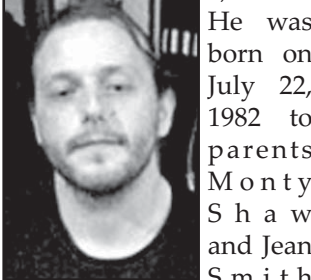 He was
born on
July 22,
1982 to
parents
Monty
Shaw
and Jean
Smith